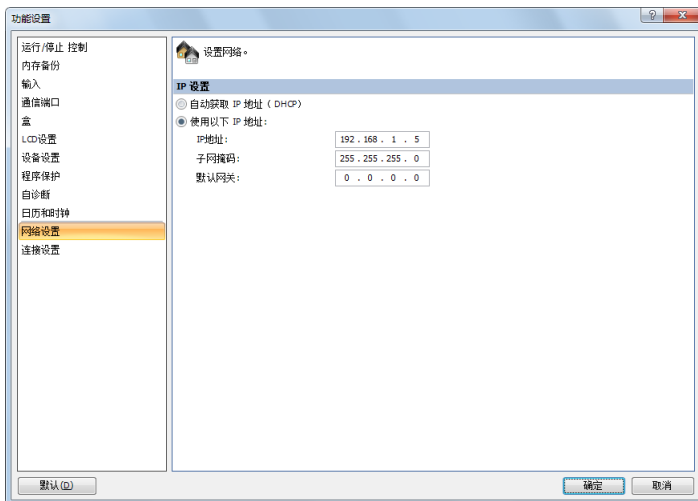 功能设置
运行/停止 控制
内存备份
输入
通信端口
盒
LCD设置
设备设置
程序保护
自诊断
日历和时钟
网络设置
连接设置
设置网络。
IP 设置
自动获取 IP 地址（ DHCP）
使用以下 IP 地址:
IP地址: 192 . 168 . 1 . 5
子网掩码: 255 . 255 . 255 . 0
默认网关: 0 . 0 . 0 . 0
默认(D) 确定 取消